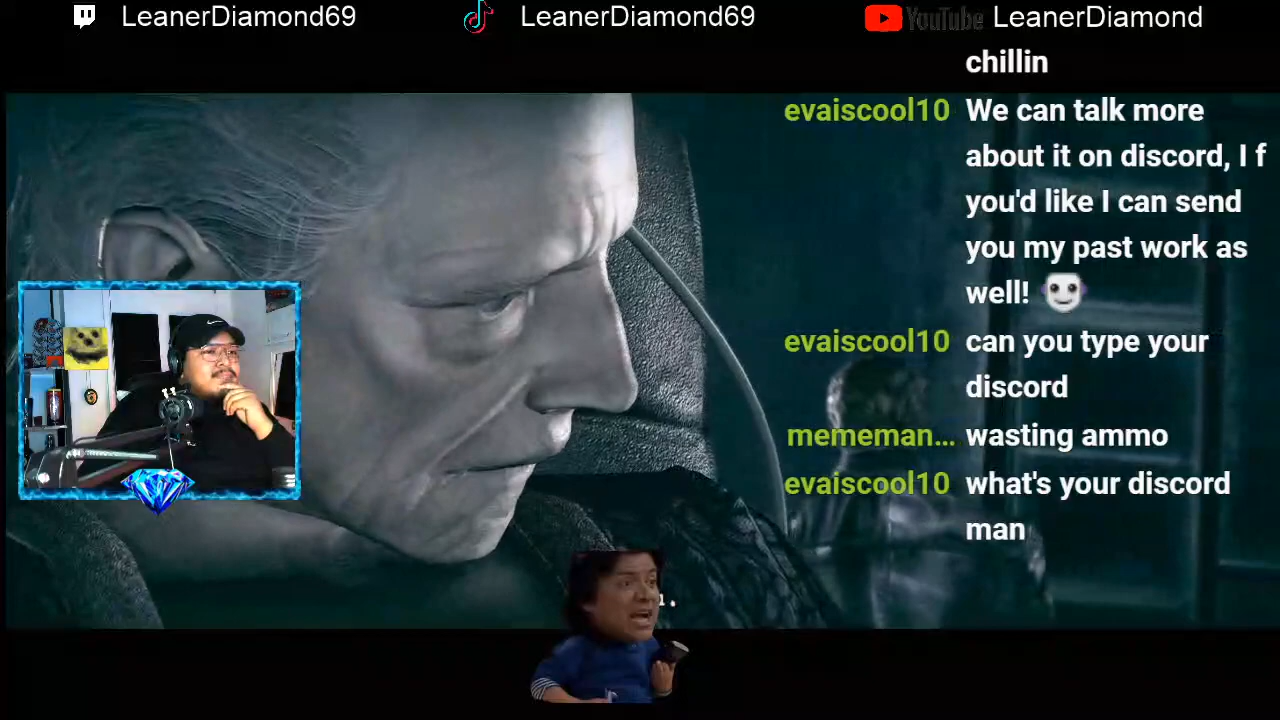 LeanerDiamond69
LeanerDiamond69
YouTube LeanerDiamond
chillin
evaiscool10 We can talk more
about it on discord, I f
you'd like I can send
you my past work as
well!
evaiscool10 can you type your
discord
mememan… wasting ammo
evaiscool10 what's your discord
man